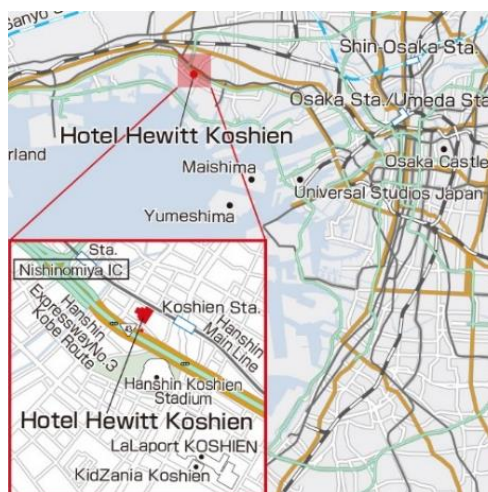 Sanyo S
Shin-Osaka Sta.
Osaka Sta./Umeda Sta
Hotel Hewitt Koshien
Osaka Castle
erland
Maishima
Universal Studios Japan
Yumeshima
Sta.
Nishinomiya IC
Koshien Sta.
Hanshin
Expressway No.3
Kobe Route
Hanshin
Main Line
Hanshin Koshien
Stadium
Hotel Hewitt Koshien
LaLaport KOSHIEN
KidZania Koshien